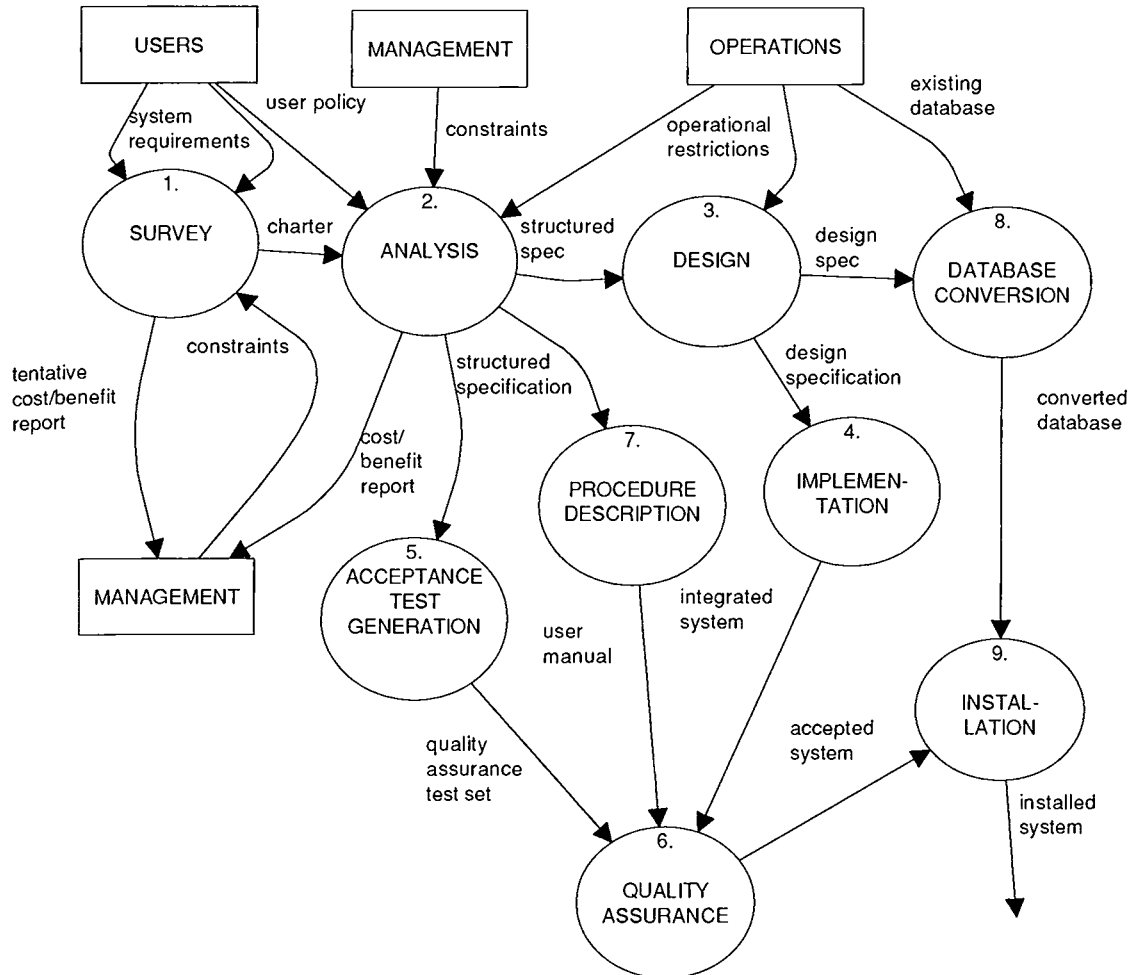 USERS
MANAGEMENT
OPERATIONS
system
requirements
user policy
constraints
operational
restrictions
existing
database
1.
SURVEY
charter
2.
ANALYSIS
structured
spec
3.
DESIGN
design
spec
8.
DATABASE
CONVERSION
tentative
cost/benefit
report
constraints
structured
specification
design
specification
converted
database
cost/
benefit
report
7.
PROCEDURE
DESCRIPTION
4.
IMPLEMEN-
TATION
MANAGEMENT
5.
ACCEPTANCE
TEST
GENERATION
user
manual
integrated
system
9.
INSTAL-
LATION
quality
assurance
test set
accepted
system
installed
system
6.
QUALITY
ASSURANCE